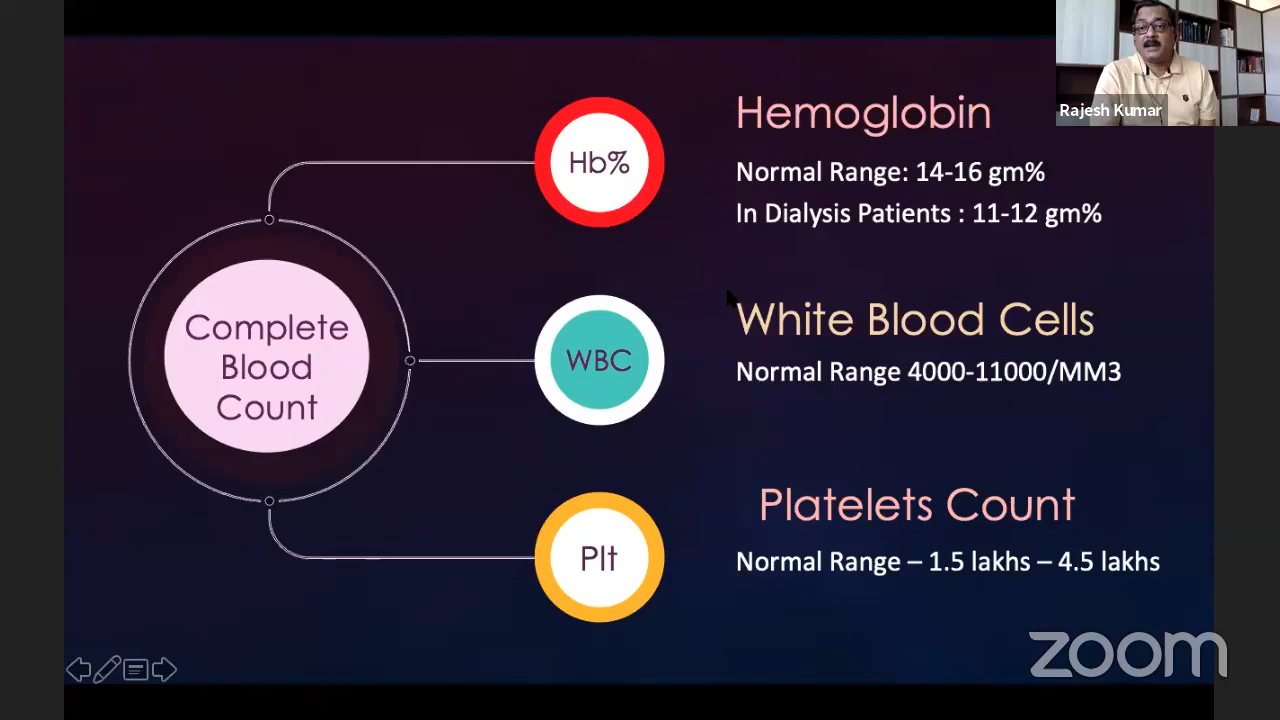 Rajesh Kumar
Complete
Blood
Count
Hb%
Hemoglobin
Normal Range: 14-16 gm%
In Dialysis Patients : 11-12 gm%
WBC
White Blood Cells
Normal Range 4000-11000/MM3
Plt
Platelets Count
Normal Range – 1.5 lakhs – 4.5 lakhs
zoom